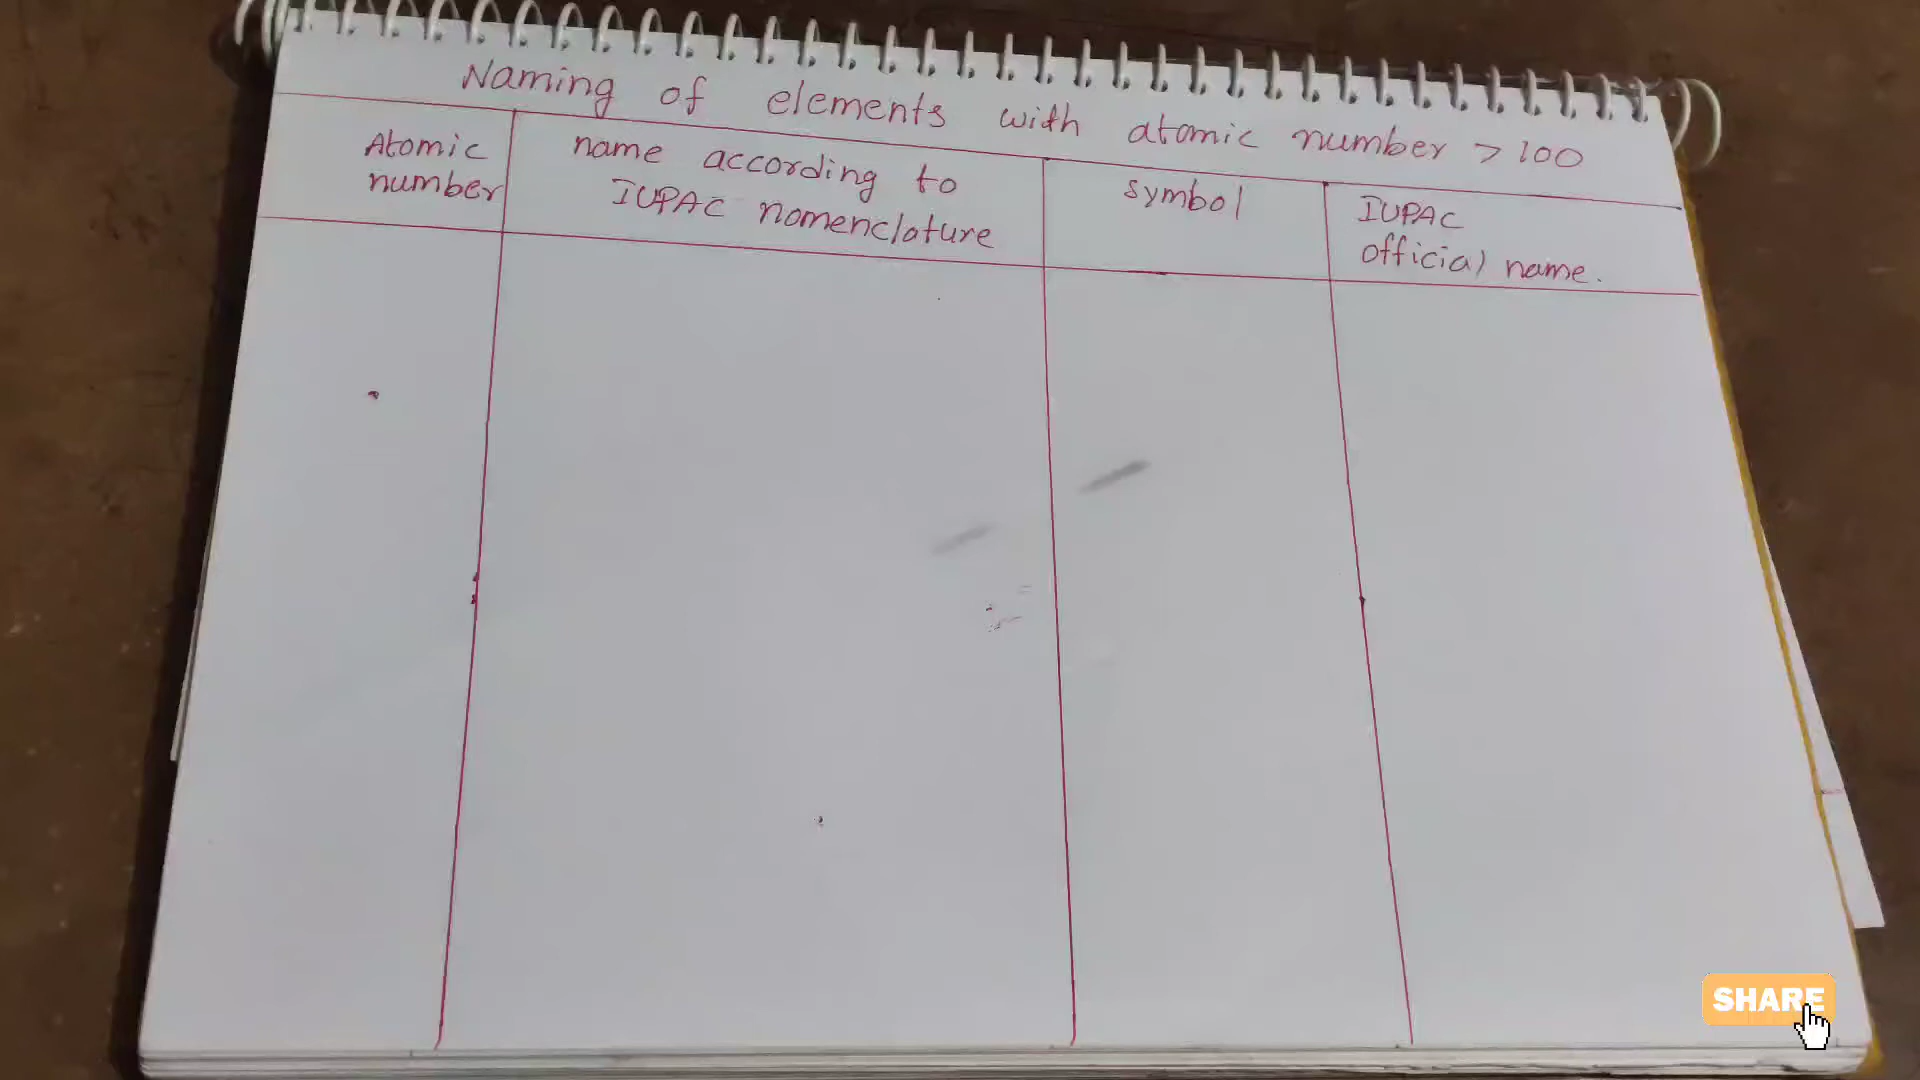 Naming of elements with atomic number > 100
Atomic
number
name according to
IUPAC nomenclature
symbol
IUPAC
official name.
SHARE